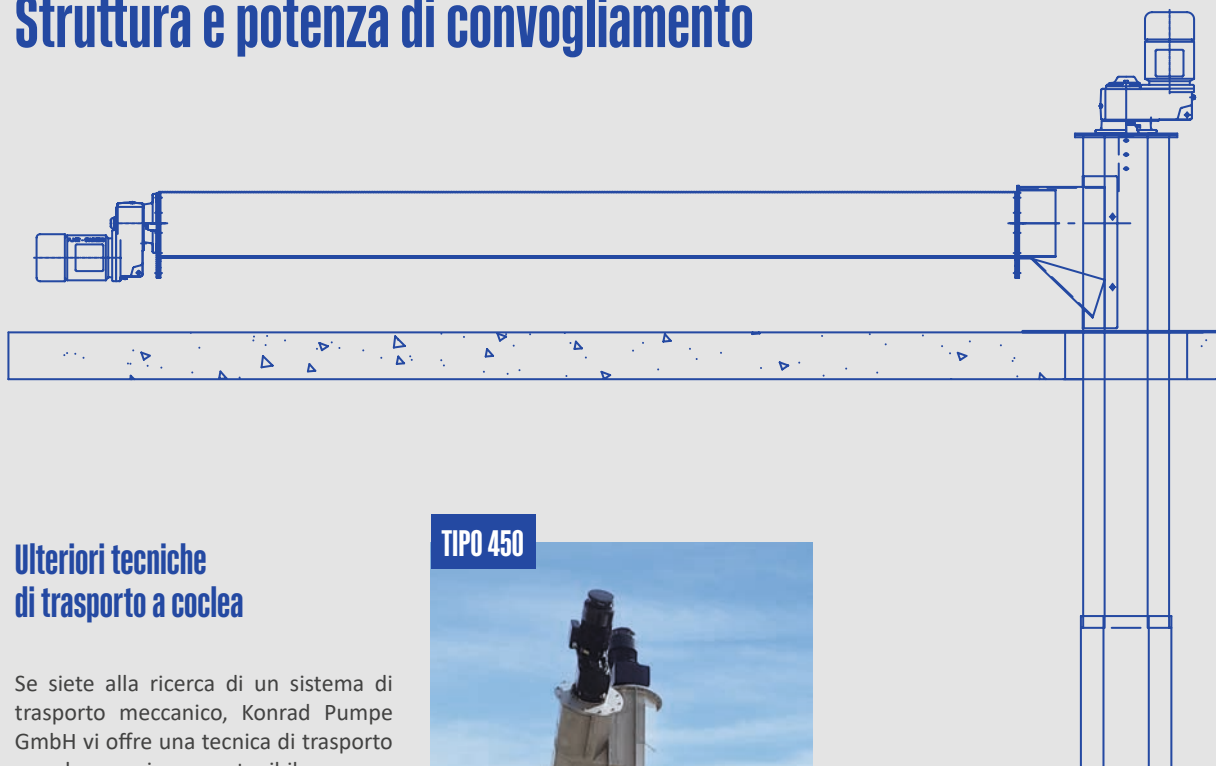 Struttura e potenza di convogliamento
Ulteriori tecniche
di trasporto a coclea
TIPO 450
Se siete alla ricerca di un sistema di
trasporto meccanico, Konrad Pumpe
GmbH vi offre una tecnica di trasporto